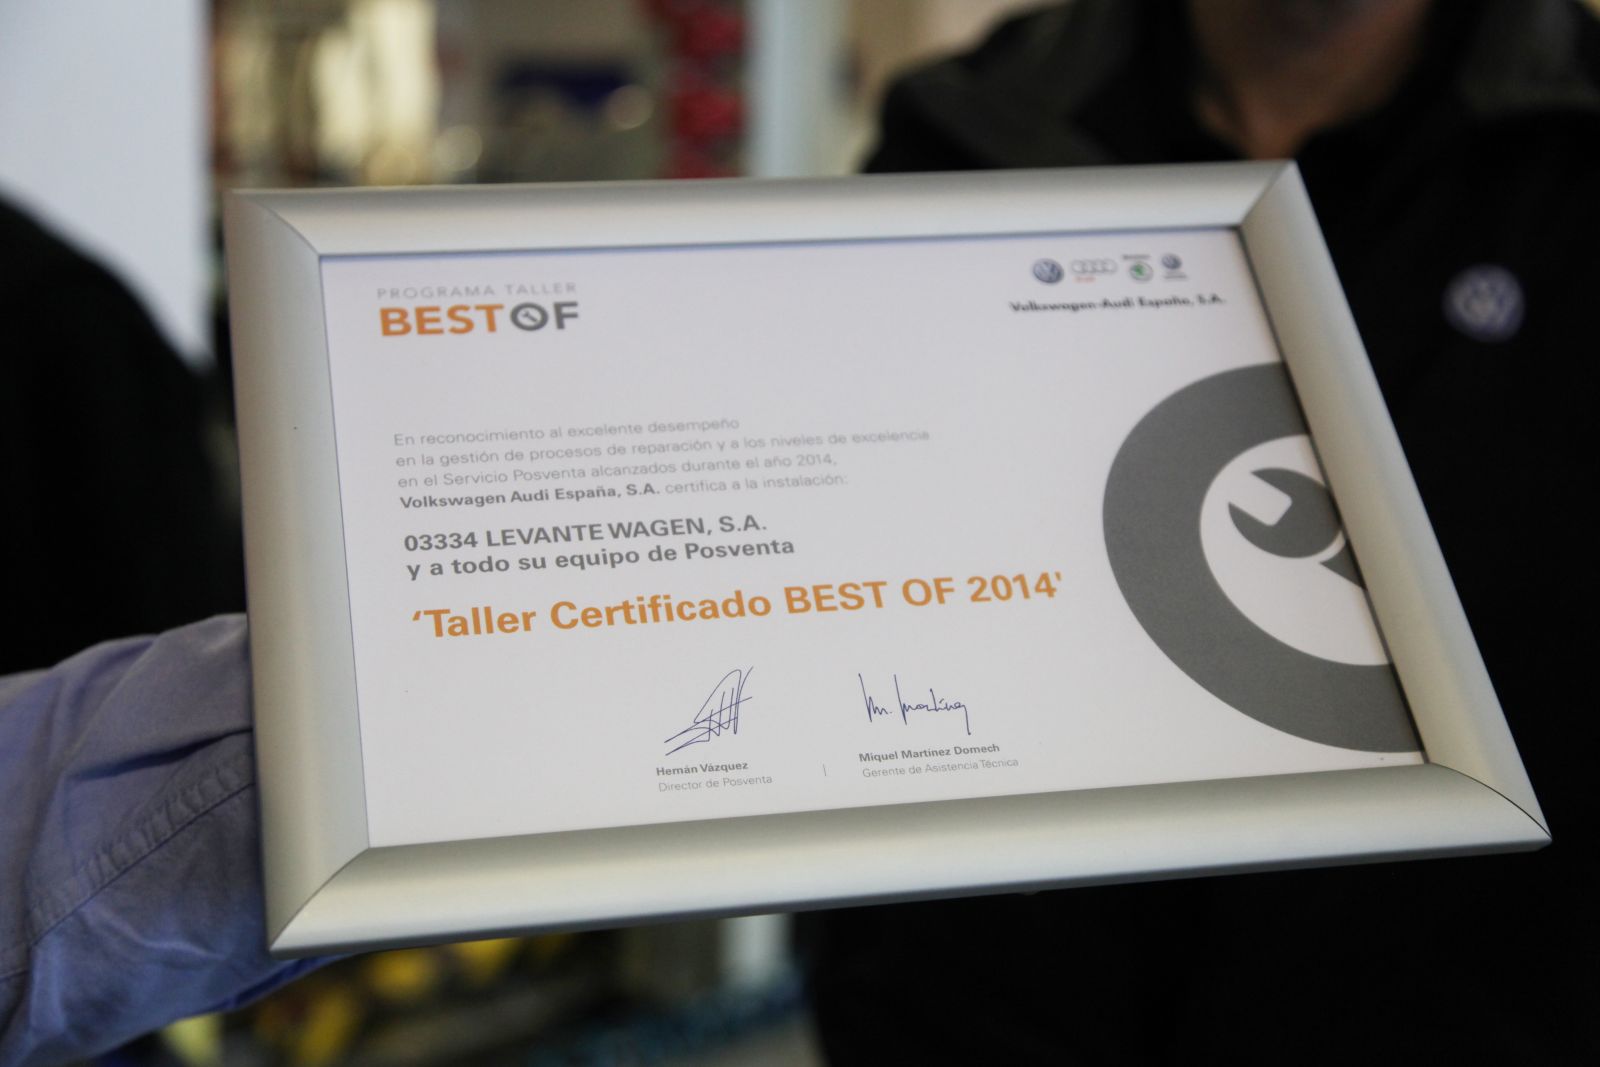 PROGRAMA TALLER
BEST OF
Volkswagen-Audi España, S.A.
En reconocimiento al excelente desempeño
en la gestión de procesos de reparación y a los niveles de excelencia
en el Servicio Posventa alcanzados durante el año 2014,
Volkswagen Audi España, S.A. certifica a la instalación:
03334 LEVANTE WAGEN, S.A.
y a todo su equipo de Posventa
‘Taller Certificado BEST OF 2014'
Hernán Vázquez
Director de Posventa
Miquel Martínez Domech
Gerente de Asistencia Técnica